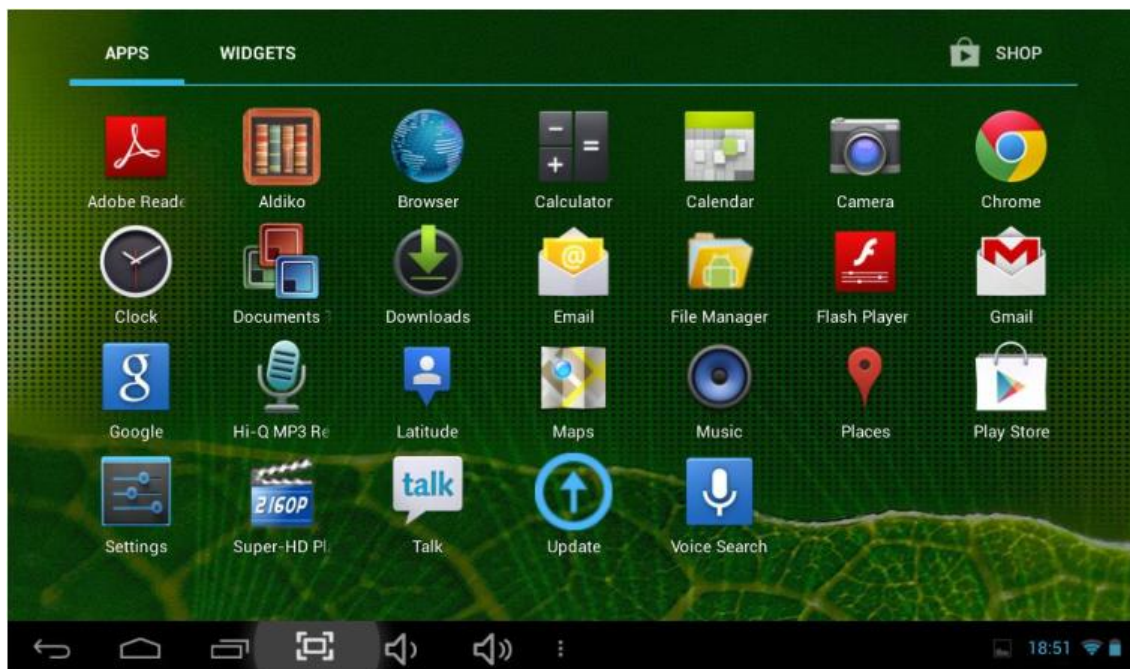 APPS WIDGETS SHOP
Adobe Reade Aldiko Browser Calculator Calendar Camera Chrome
Clock Documents Downloads Email File Manager Flash Player Gmail
Google Hi-Q MP3 Re Latitude Maps Music Places Play Store
2160P talk
Settings Super-HD Pl Talk Update Voice Search
18:51